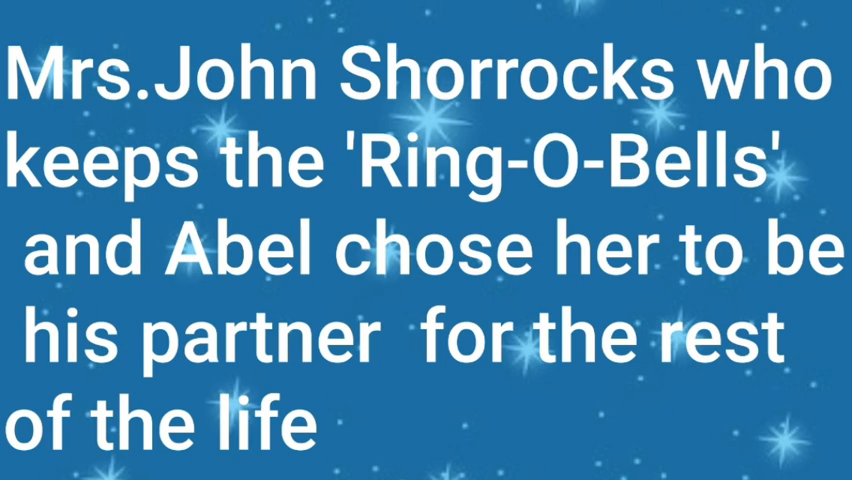 Mrs.John Shorrocks who
keeps the 'Ring-O-Bells'
and Abel chose her to be
his partner for the rest
of the life